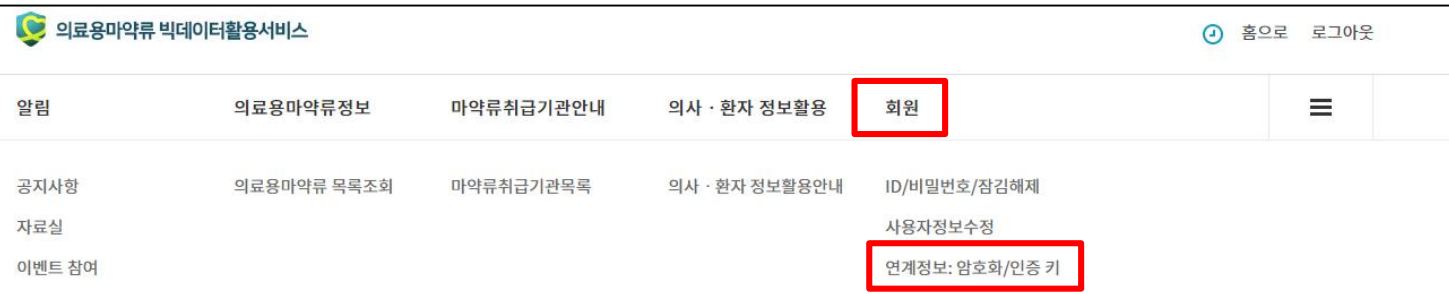 의료용마약류 빅데이터활용서비스 홈으로 로그아웃
알림 의료용마약류정보 마약류취급기관안내 의사 · 환자 정보활용 회원
공지사항 의료용마약류 목록조회 마약류취급기관목록 의사 · 환자 정보활용안내 ID/비밀번호/잠김해제
자료실 사용자정보수정
이벤트 참여 연계정보: 암호화/인증 키